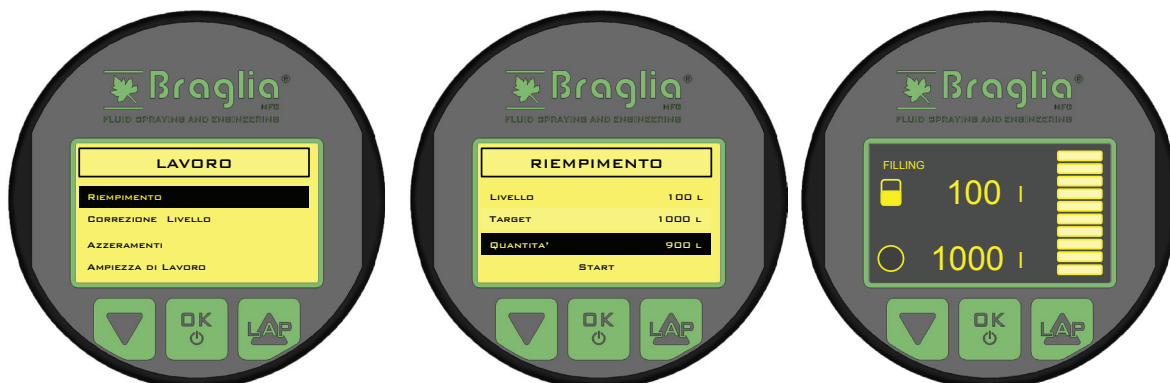 Braglia®
MFG
FLUID SPRAYING AND ENGINEERING
LAVORO
RIEMPIMENTO
CORREZIONE LIVELLO
AZZERAMENTI
AMPIEZZA DI LAVORO
OK
LAP
Braglia®
MFG
FLUID SPRAYING AND ENGINEERING
RIEMPIMENTO
LIVELLO 100 L
TARGET 1000 L
QUANTITA' 900 L
START
OK
LAP
Braglia®
MFG
FLUID SPRAYING AND ENGINEERING
FILLING
100 l
1000 l
OK
LAP